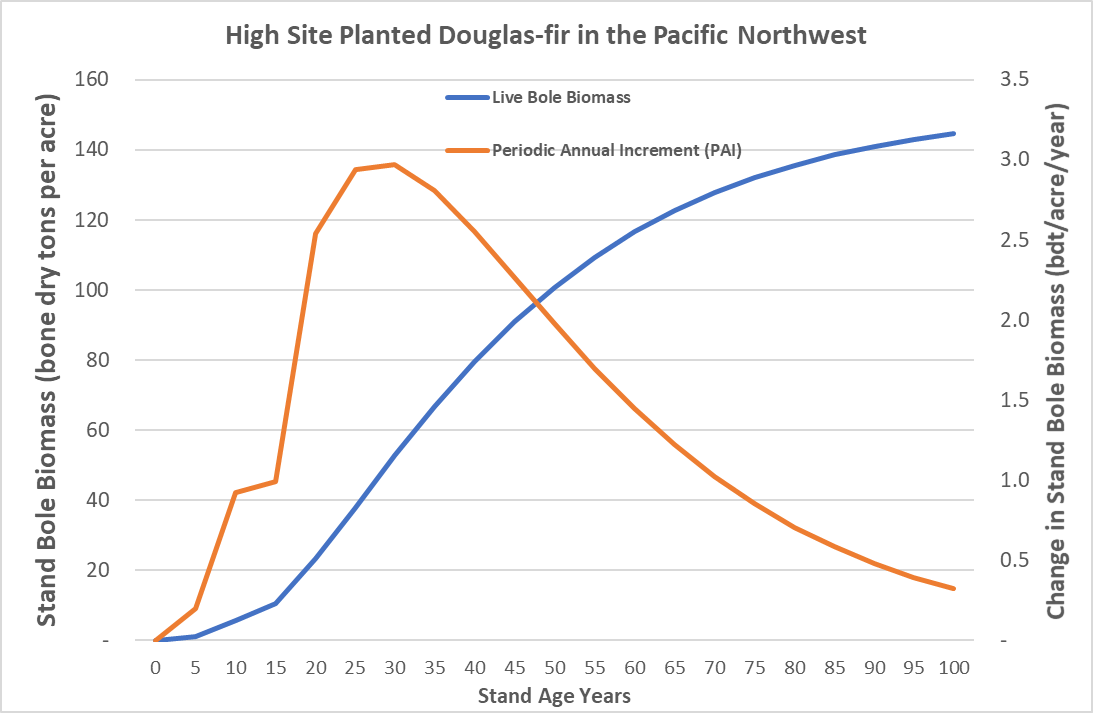 High Site Planted Douglas-fir in the Pacific Northwest
Live Bole Biomass
Periodic Annual Increment (PAI)
Stand Bole Biomass (bone dry tons per acre)
160
140
120
100
80
60
40
20
-
3.5
3.0
2.5
2.0
1.5
1.0
0.5
-
Change in Stand Bole Biomass (bdt/acre/year)
0 5 10 15 20 25 30 35 40 45 50 55 60 65 70 75 80 85 90 95 100
Stand Age Years